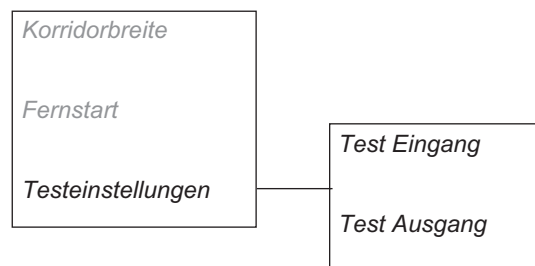 Korridorbreite
Fernstart
Testeinstellungen
Test Eingang
Test Ausgang